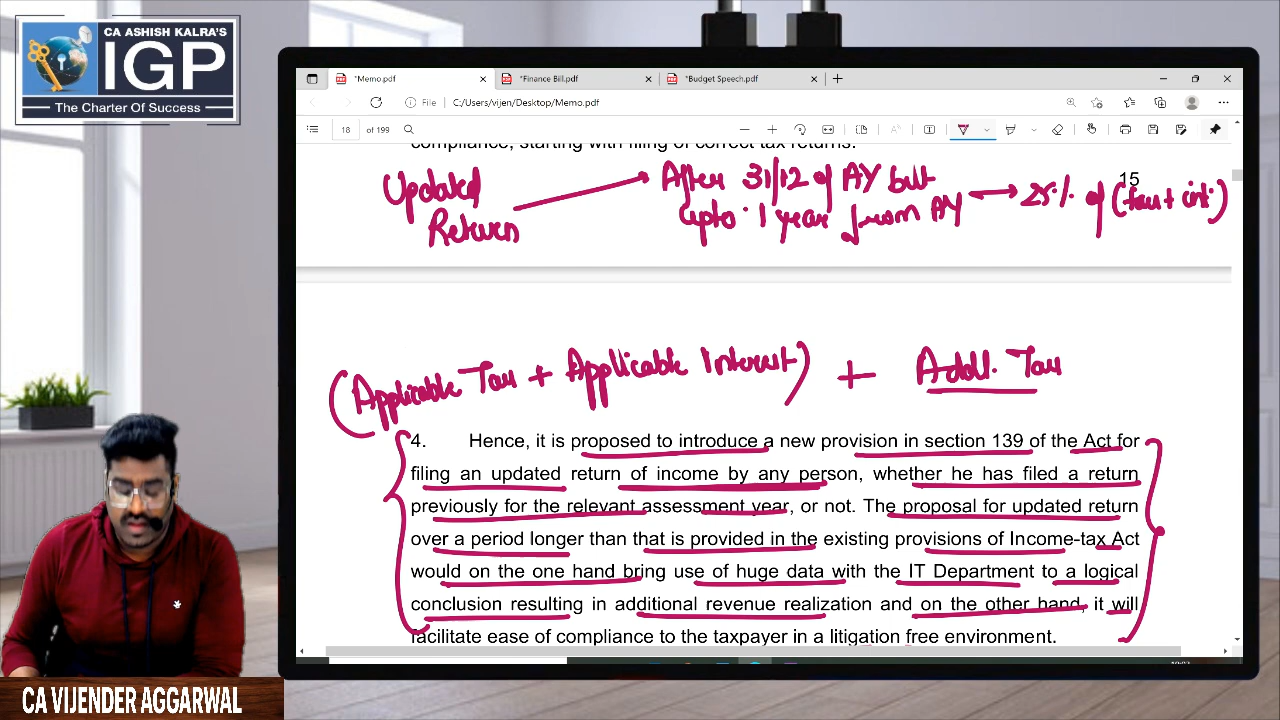 CA ASHISH KALRA'S
IGP
The Charter Of Success
*Memo.pdf
*Finance Bill.pdf
*Budget Speech.pdf
File C:/Users/vijen/Desktop/Memo.pdf
18 of 199
compliance, starting with filing of correct tax returns.
15
Updated Return
After 31/12 of AY but
upto 1 year from AY
25% of (tax + int.)
(Applicable Tax + Applicable Interest) + Addl. Tax
4. Hence, it is proposed to introduce a new provision in section 139 of the Act for
filing an updated return of income by any person, whether he has filed a return
previously for the relevant assessment year, or not. The proposal for updated return
over a period longer than that is provided in the existing provisions of Income-tax Act
would on the one hand bring use of huge data with the IT Department to a logical
conclusion resulting in additional revenue realization and on the other hand, it will
facilitate ease of compliance to the taxpayer in a litigation free environment.
CA VIJENDER AGGARWAL